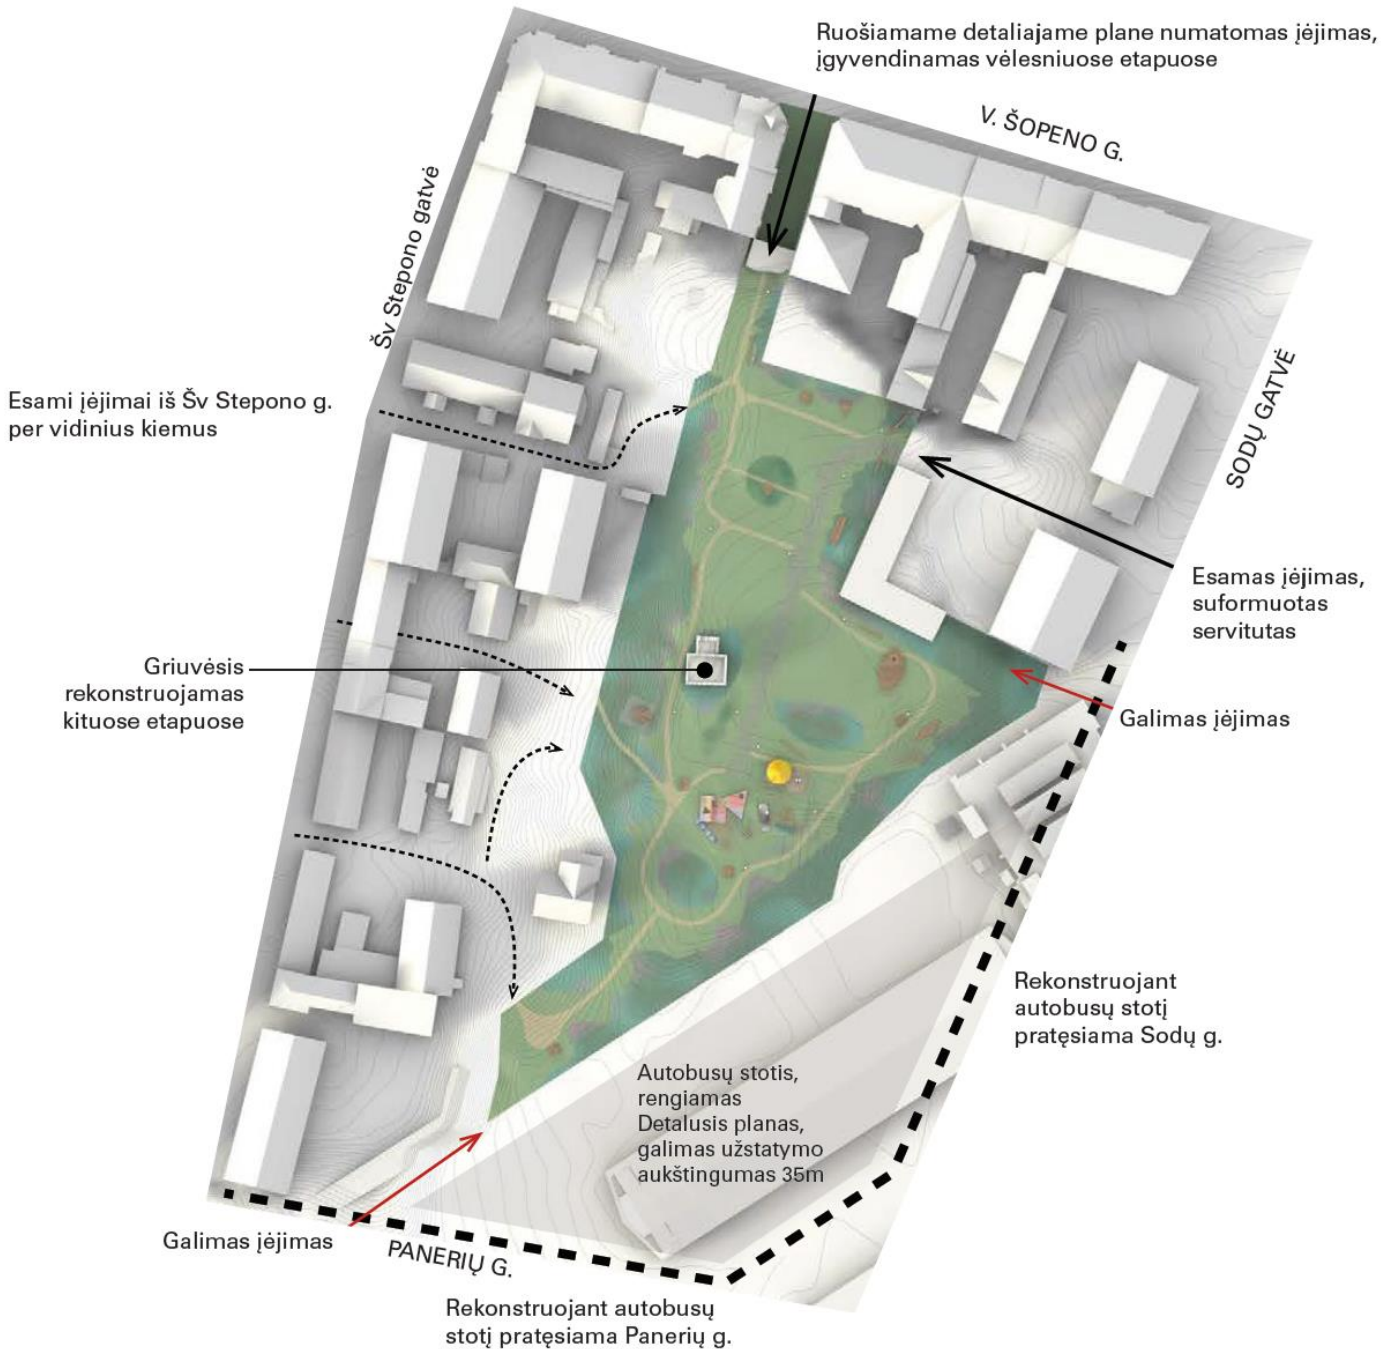 Ruošiamame detaliajame plane numatomas įėjimas,
įgyvendinamas vėlesniuose etapuose
V. ŠOPENO G.
Šv Stepono gatvė
SODŲ GATVĖ
Esami įėjimai iš Šv Stepono g.
per vidinius kiemus
Esamas įėjimas,
suformuotas
servitutas
Griuvėsis
rekonstruojamas
kituose etapuose
Galimas įėjimas
Rekonstruojant
autobusų stotį
pratęsiama Sodų g.
Autobusų stotis,
rengiamas
Detalusis planas,
galimas užstatymo
aukštingumas 35m
Galimas įėjimas
PANERIŲ G.
Rekonstruojant autobusų
stotį pratęsiama Panerių g.